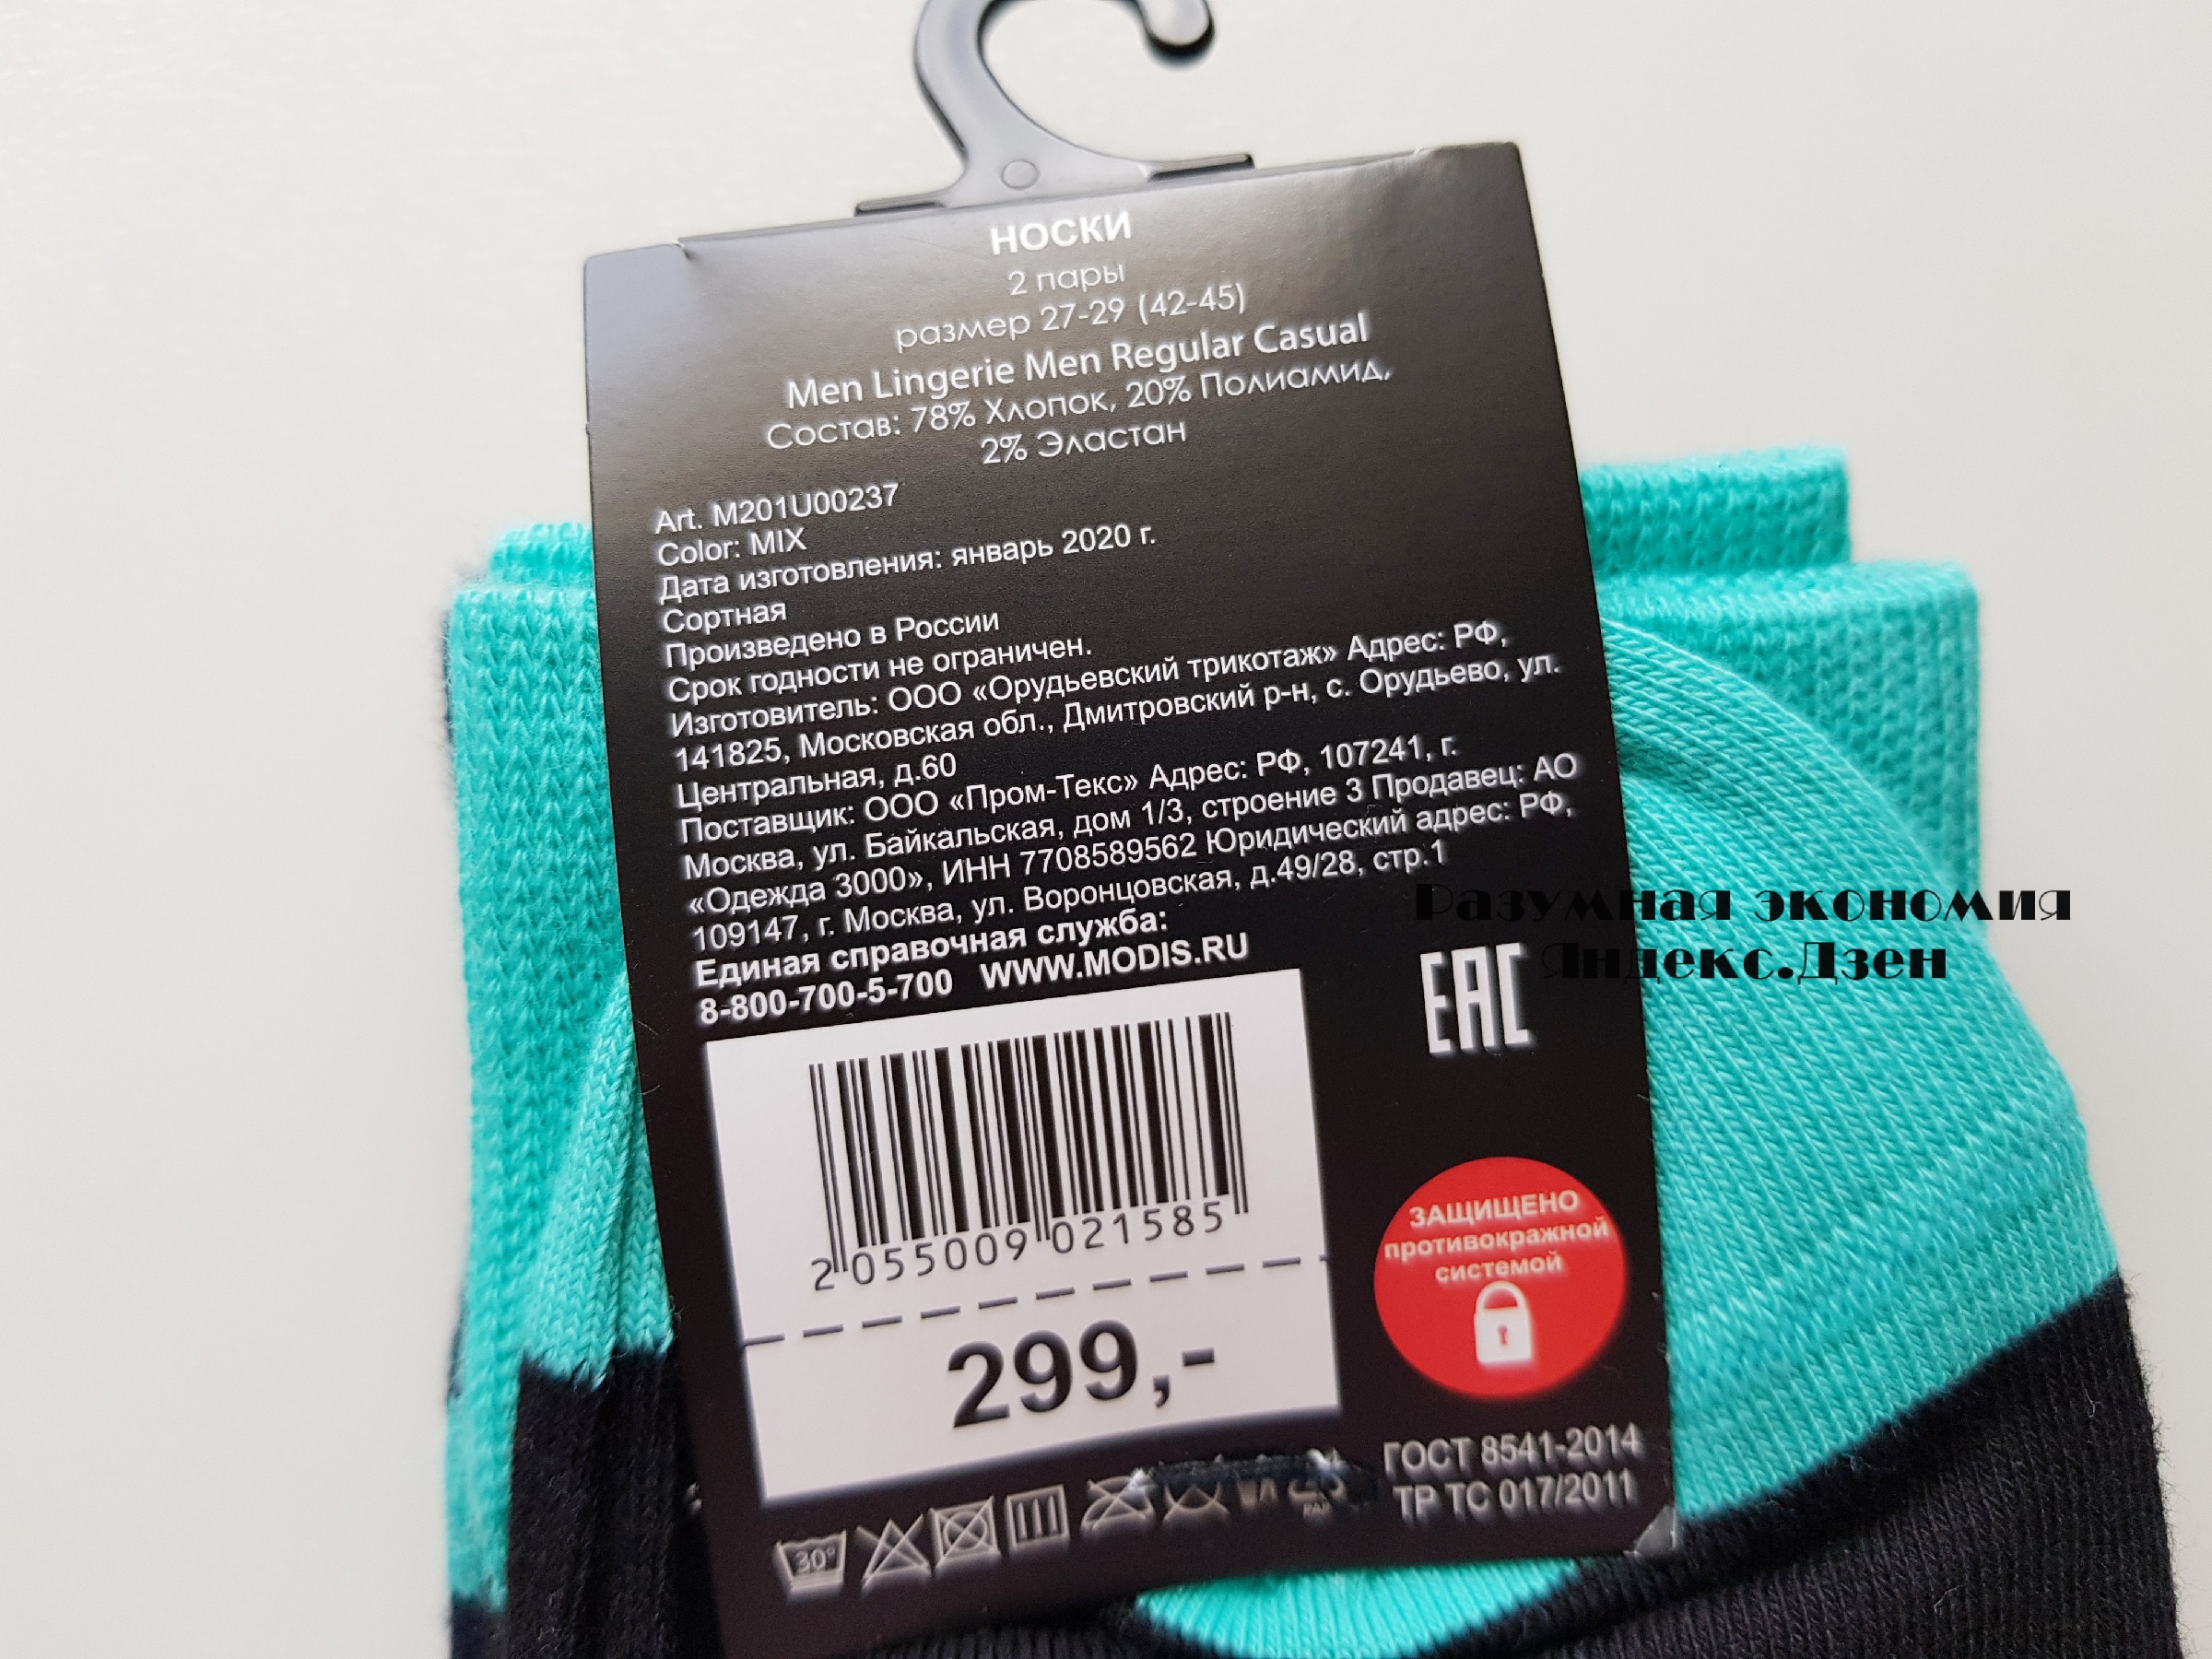 НОСКИ
2 пары
размер 27-29 (42-45)
Men Lingerie Men Regular Casual
Состав: 78% Хлопок, 20% Полиамид,
2% Эластан
Art. M201U00237
Color: MIX
Дата изготовления: январь 2020 г.
Сортная
Произведено в России
Срок годности не ограничен.
Изготовитель: ООО «Орудьевский трикотаж» Адрес: РФ,
141825, Московская обл., Дмитровский р-н, с. Орудьево, ул.
Центральная, д.60
Поставщик: ООО «Пром-Текс» Адрес: РФ, 107241, г.
Москва, ул. Байкальская, дом 1/3, строение 3 Продавец: АО
«Одежда 3000», ИНН 7708589562 Юридический адрес: РФ,
109147, г. Москва, ул. Воронцовская, д.49/28, стр.1
Единая справочная служба:
8-800-700-5-700 WWW.MODIS.RU
Разумная экономия
Яндекс.Дзен
EAC
2 055009 021585
299,-
ЗАЩИЩЕНО
противокражной
системой
ГОСТ 8541-2014
ТР ТС 017/2011
30°
PAP